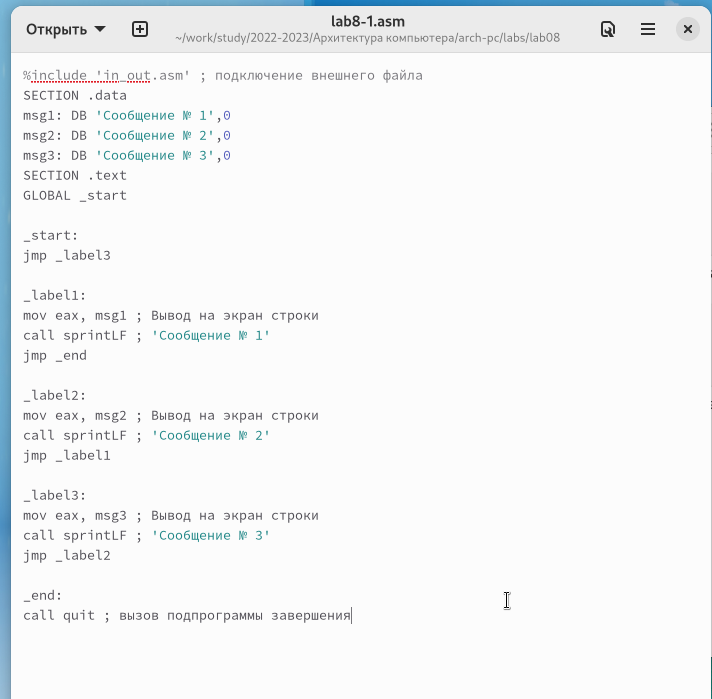 Открыть
lab8-1.asm
~/work/study/2022-2023/Архитектура компьютера/arch-pc/labs/lab08
%include 'in_out.asm' ; подключение внешнего файла
SECTION .data
msg1: DB 'Сообщение № 1',0
msg2: DB 'Сообщение № 2',0
msg3: DB 'Сообщение № 3',0
SECTION .text
GLOBAL _start
_start:
jmp _label3
_label1:
mov eax, msg1 ; Вывод на экран строки
call sprintLF ; 'Сообщение № 1'
jmp _end
_label2:
mov eax, msg2 ; Вывод на экран строки
call sprintLF ; 'Сообщение № 2'
jmp _label1
_label3:
mov eax, msg3 ; Вывод на экран строки
call sprintLF ; 'Сообщение № 3'
jmp _label2
_end:
call quit ; вызов подпрограммы завершения